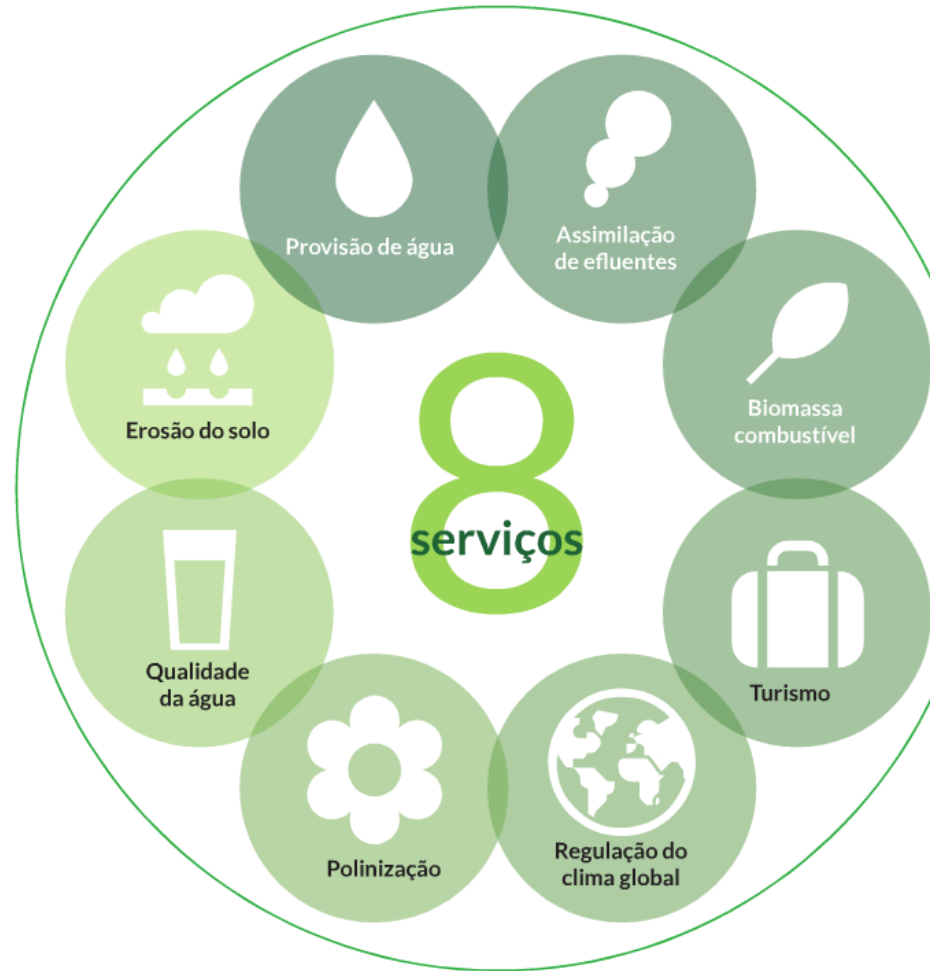 Provisão de água
Assimilação
de efluentes
Biomassa
combustível
Turismo
Regulação do
clima global
Polinização
Qualidade
da água
Erosão do solo
8
serviços